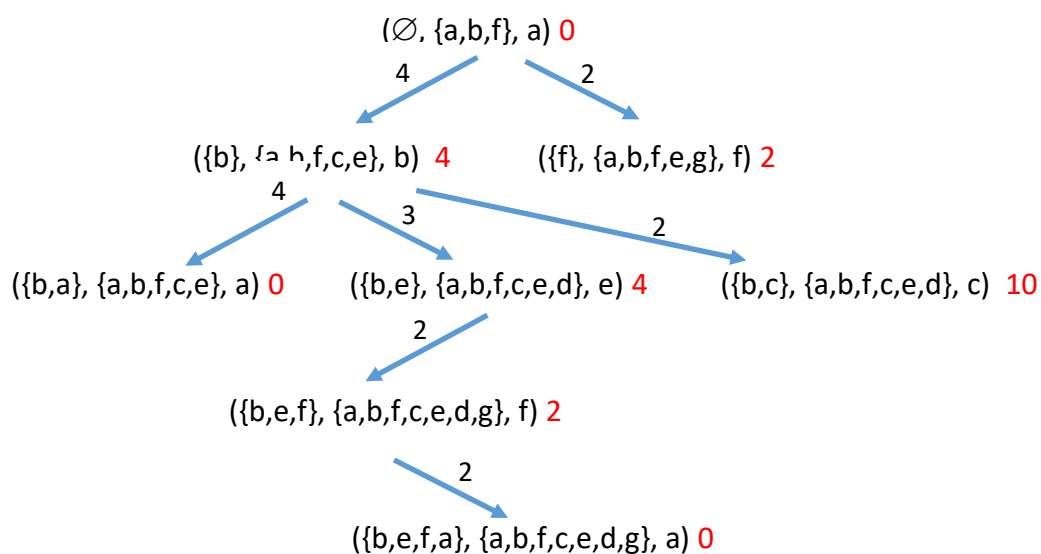 (∅, {a,b,f}, a) 0
4 2
({b}, {a,b,f,c,e}, b) 4 ({f}, {a,b,f,e,g}, f) 2
4 3 2
({b,a}, {a,b,f,c,e}, a) 0 ({b,e}, {a,b,f,c,e,d}, e) 4 ({b,c}, {a,b,f,c,e,d}, c) 10
2
({b,e,f}, {a,b,f,c,e,d,g}, f) 2
2
({b,e,f,a}, {a,b,f,c,e,d,g}, a) 0